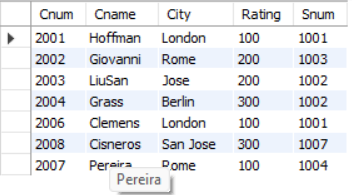 Cnum Cname City Rating Snum
2001 Hoffman London 100 1001
2002 Giovanni Rome 200 1003
2003 LiuSan Jose 200 1002
2004 Grass Berlin 300 1002
2006 Clemens London 100 1001
2008 Cisneros San Jose 300 1007
2007 Pereira Rome 100 1004
Pereira